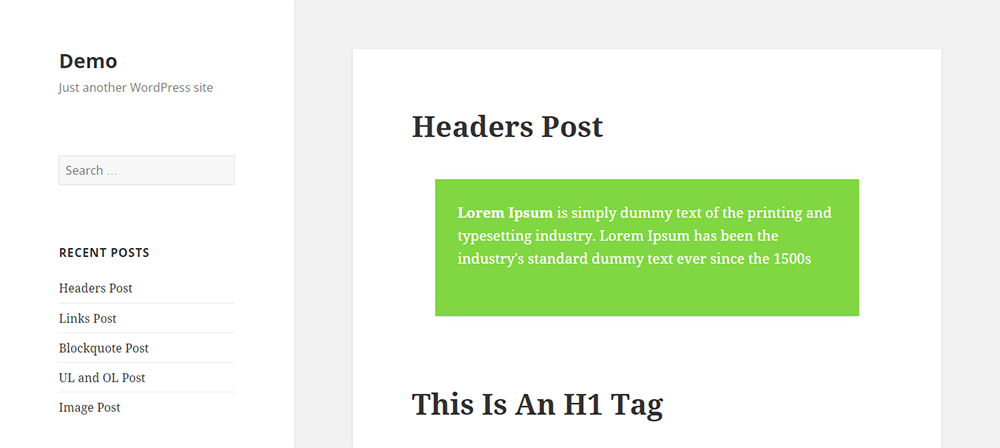 Demo
Just another WordPress site
Search …
RECENT POSTS
Headers Post
Links Post
Blockquote Post
UL and OL Post
Image Post
Headers Post
Lorem Ipsum is simply dummy text of the printing and
typesetting industry. Lorem Ipsum has been the
industry's standard dummy text ever since the 1500s
This Is An H1 Tag